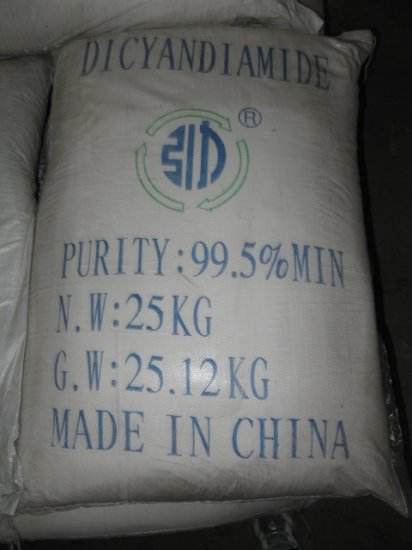 DICYANDIAMIDE
®
PURITY:99.5%MIN
N.W:25KG
G.W:25.12KG
MADE IN CHINA